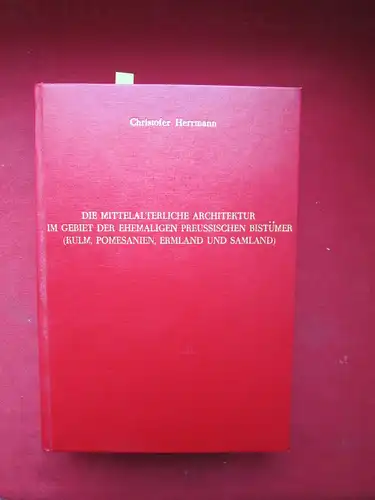 Christofer Herrmann
DIE MITTELALTERLICHE ARCHITEKTUR
IM GEBIET DER EHEMALIGEN PREUSSISCHEN BISTÜMER
(KULM, POMESANIEN, ERMLAND UND SAMLAND)